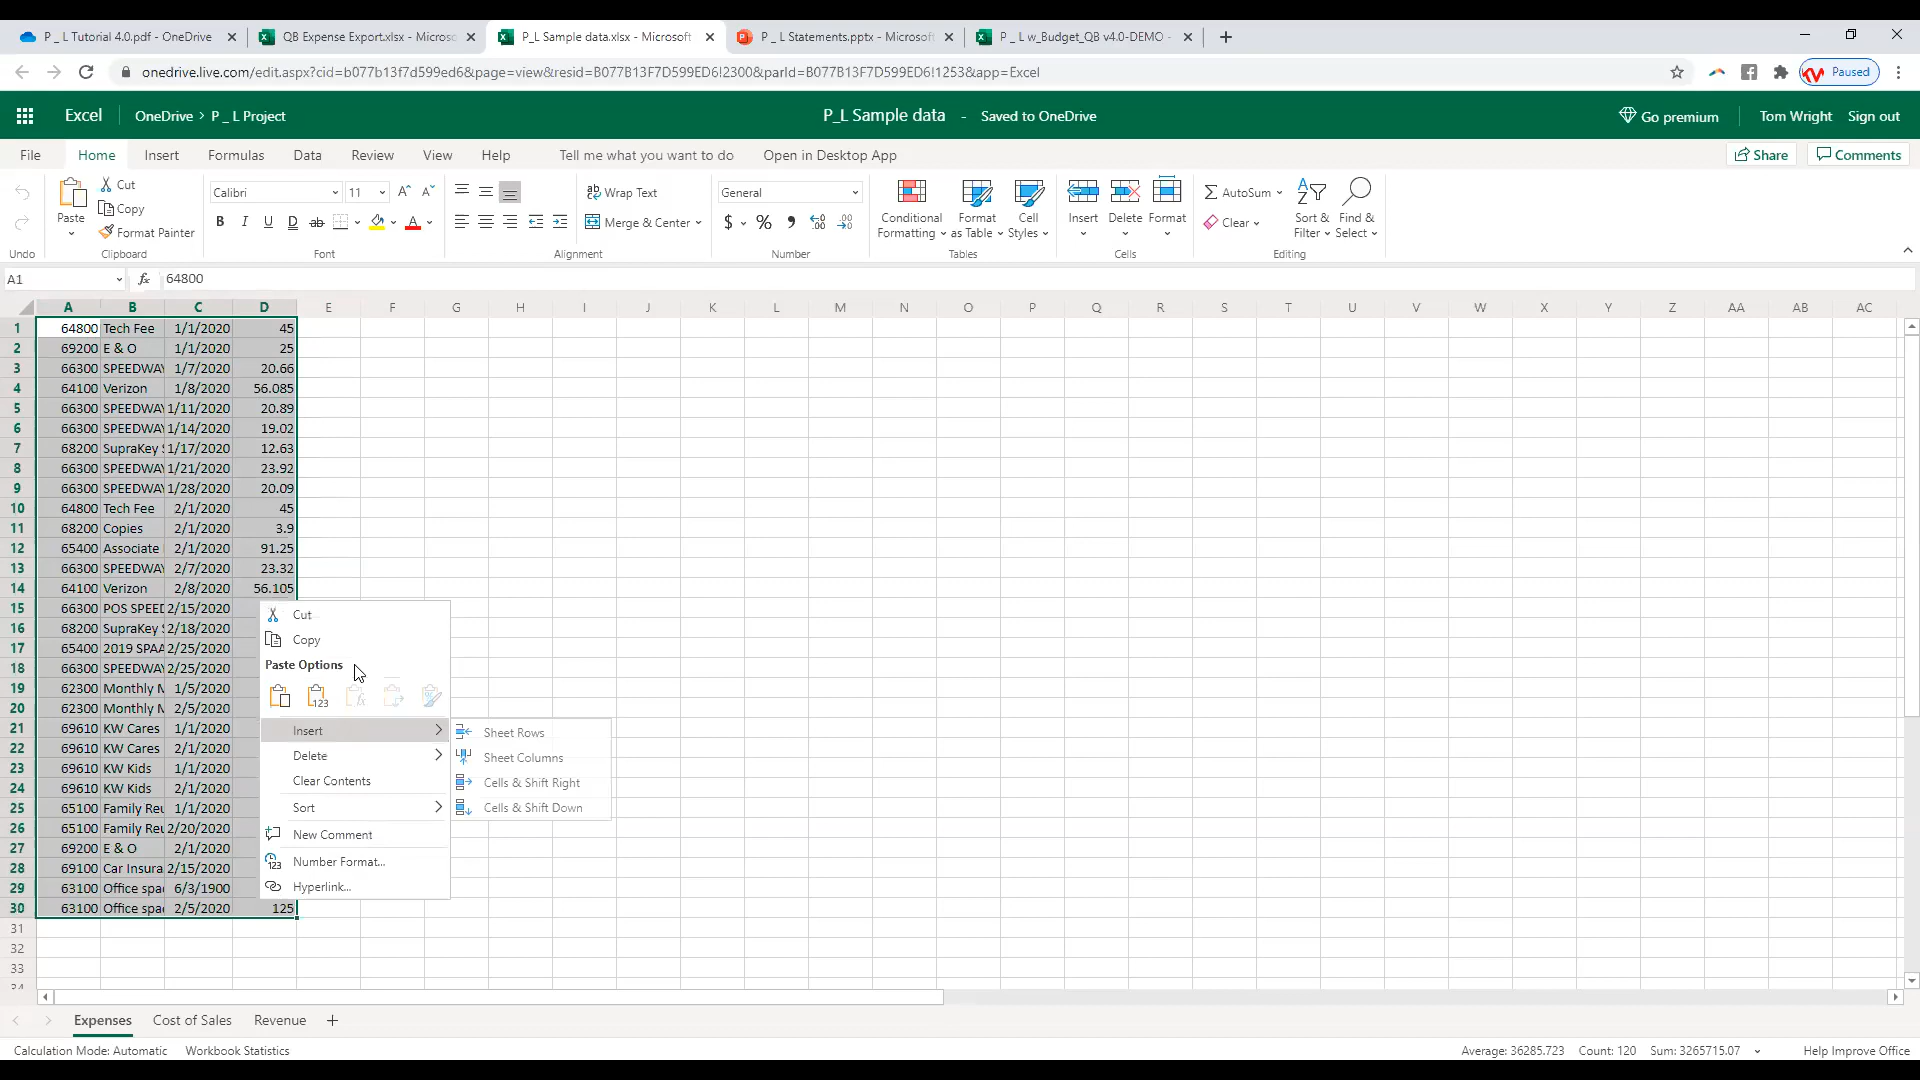 P _ L Tutorial 4.0.pdf - OneDrive
QB Expense Export.xlsx - Microsoft
P_L Sample data.xlsx - Microsoft
P _ L Statements.pptx - Microsoft
P _ L w_Budget_QB v4.0-DEMO -
onedrive.live.com/edit.aspx?cid=b077b13f7d599ed6&page=view&resid=B077B13F7D599ED6!2300&parId=B077B13F7D599ED6!1253&app=Excel
Paused
Excel OneDrive > P _ L Project
P_L Sample data - Saved to OneDrive
Go premium Tom Wright Sign out
File Home Insert Formulas Data Review View Help Tell me what you want to do Open in Desktop App Share Comments
Paste Cut Copy Format Painter
Calibri 11
B I U D ab A
Wrap Text
Merge & Center
General
$ % ,
Conditional Formatting
Format as Table
Cell Styles
Insert Delete Format
AutoSum
Clear
Sort & Filter
Find & Select
Undo Clipboard Font Alignment Number Tables Cells Editing
A1 fx 64800
A B C D E F G H I J K L M N O P Q R S T U V W X Y Z AA AB AC
1 64800 Tech Fee 1/1/2020 45
2 69200 E & O 1/1/2020 25
3 66300 SPEEDWAY 1/7/2020 20.66
4 64100 Verizon 1/8/2020 56.085
5 66300 SPEEDWAY 1/11/2020 20.89
6 66300 SPEEDWAY 1/14/2020 19.02
7 68200 SupraKey S 1/17/2020 12.63
8 66300 SPEEDWAY 1/21/2020 23.92
9 66300 SPEEDWAY 1/28/2020 20.09
10 64800 Tech Fee 2/1/2020 45
11 68200 Copies 2/1/2020 3.9
12 65400 Associate 2/1/2020 91.25
13 66300 SPEEDWAY 2/7/2020 23.32
14 64100 Verizon 2/8/2020 56.105
15 66300 POS SPEED 2/15/2020
16 68200 SupraKey S 2/18/2020
17 65400 2019 SPAA 2/25/2020
18 66300 SPEEDWAY 2/25/2020
19 62300 Monthly M 1/5/2020
20 62300 Monthly M 2/5/2020
21 69610 KW Cares 1/1/2020
22 69610 KW Cares 2/1/2020
23 69610 KW Kids 1/1/2020
24 69610 KW Kids 2/1/2020
25 65100 Family Reu 1/1/2020
26 65100 Family Reu 2/20/2020
27 69200 E & O 2/1/2020
28 69100 Car Insura 2/15/2020
29 63100 Office spac 6/3/1900
30 63100 Office spac 2/5/2020 125
31
32
33
34
Cut
Copy
Paste Options
Insert
Delete
Clear Contents
Sort
New Comment
Number Format...
Hyperlink...
Sheet Rows
Sheet Columns
Cells & Shift Right
Cells & Shift Down
Expenses Cost of Sales Revenue
Calculation Mode: Automatic Workbook Statistics
Average: 36285.723 Count: 120 Sum: 3265715.07 Help Improve Office